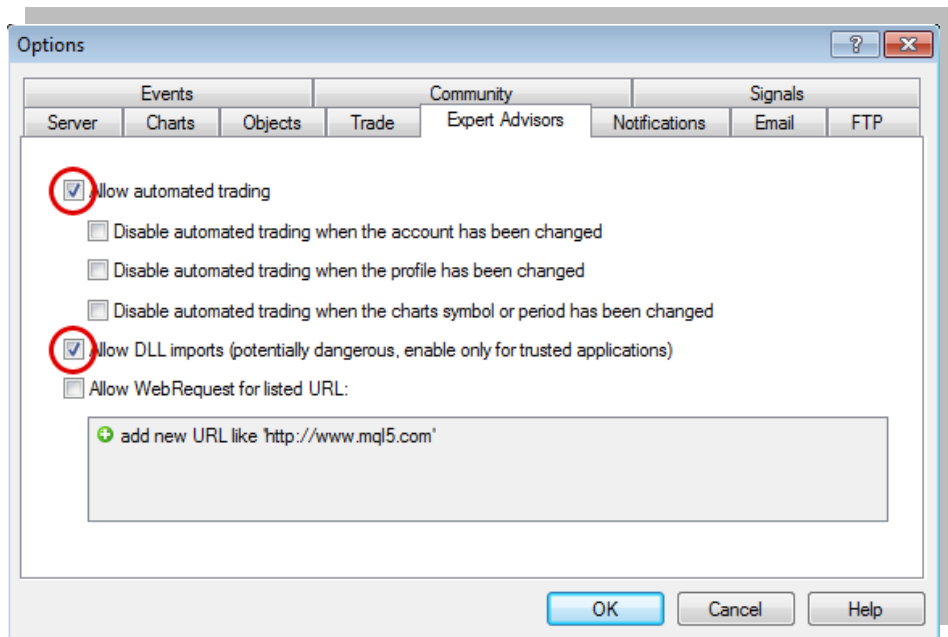 Options
Events Community Signals
Server Charts Objects Trade Expert Advisors Notifications Email FTP
Allow automated trading
Disable automated trading when the account has been changed
Disable automated trading when the profile has been changed
Disable automated trading when the charts symbol or period has been changed
Allow DLL imports (potentially dangerous, enable only for trusted applications)
Allow WebRequest for listed URL:
add new URL like 'http://www.mql5.com'
OK Cancel Help